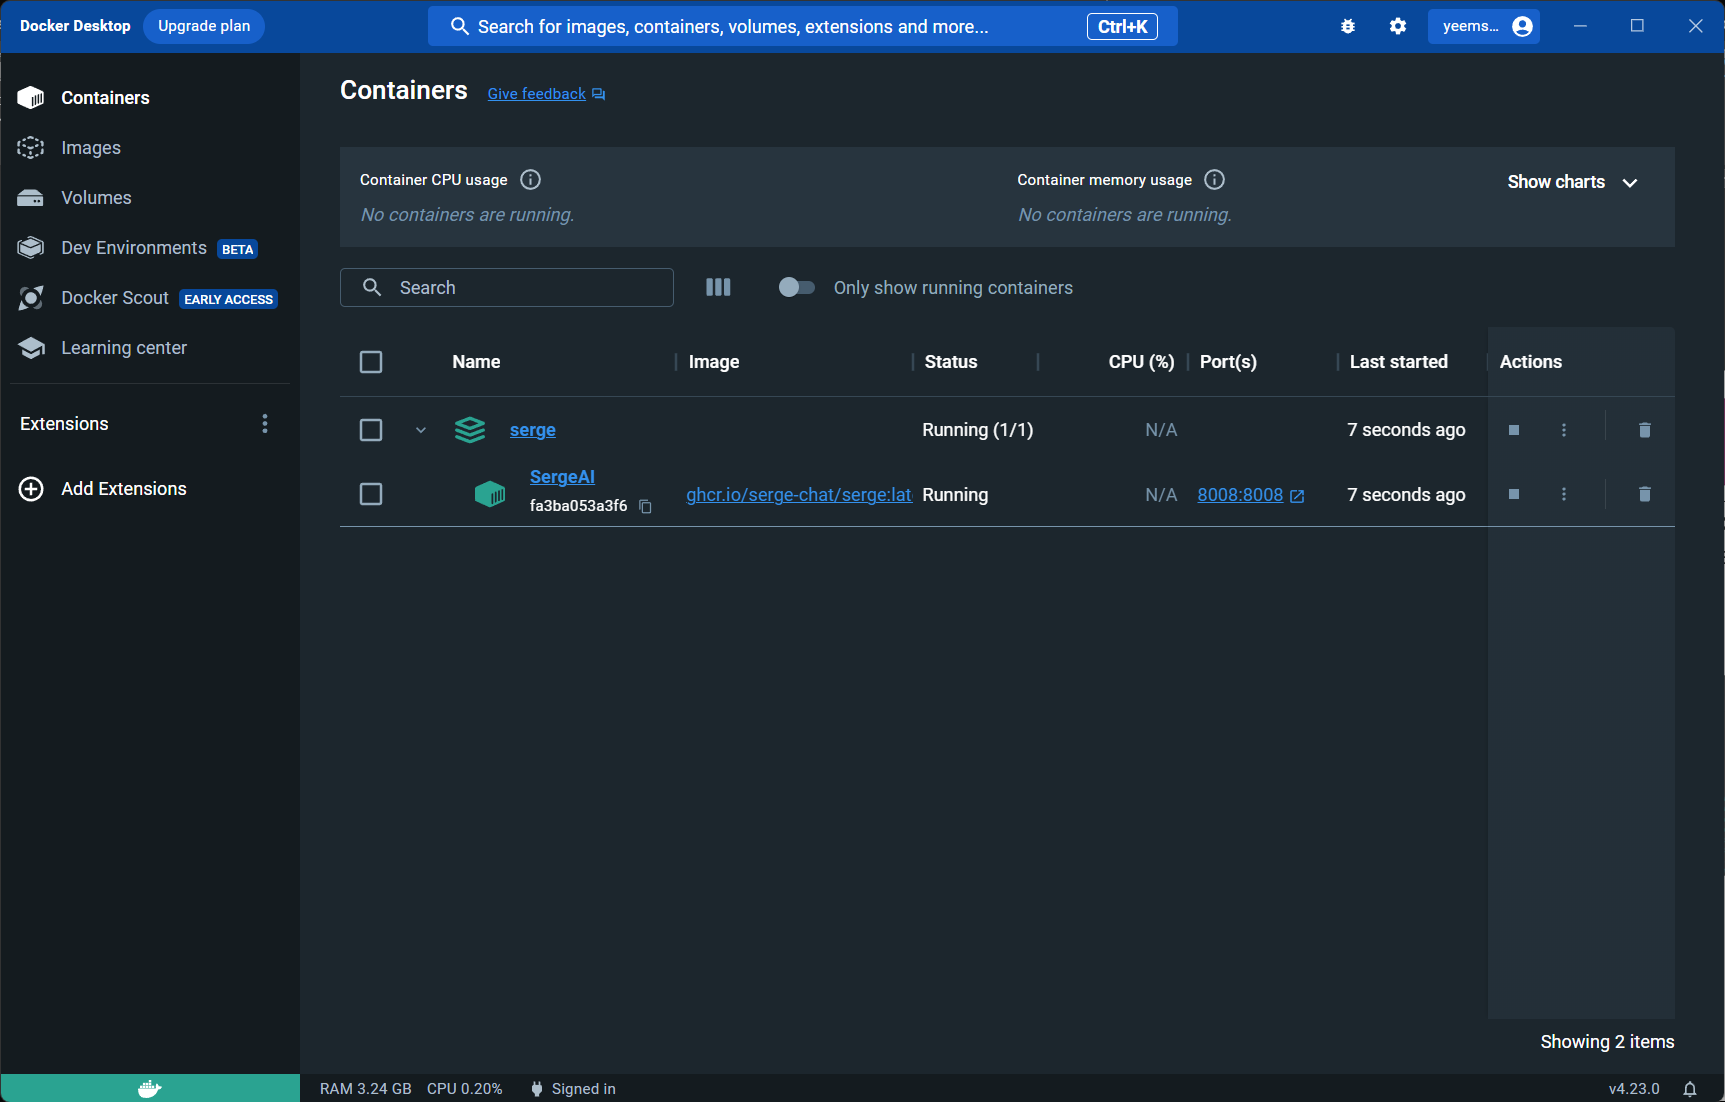 Docker Desktop
Upgrade plan
Search for images, containers, volumes, extensions and more...
Ctrl+K
yeems...
Containers
Images
Volumes
Dev Environments BETA
Docker Scout EARLY ACCESS
Learning center
Extensions
Add Extensions
Containers
Give feedback
Container CPU usage
No containers are running.
Container memory usage
No containers are running.
Show charts
Search
Only show running containers
Name Image Status CPU (%) Port(s) Last started Actions
serge Running (1/1) N/A 7 seconds ago
SergeAI
fa3ba053a3f6
ghcr.io/serge-chat/serge:lat Running N/A 8008:8008 7 seconds ago
Showing 2 items
RAM 3.24 GB CPU 0.20% Signed in
v4.23.0